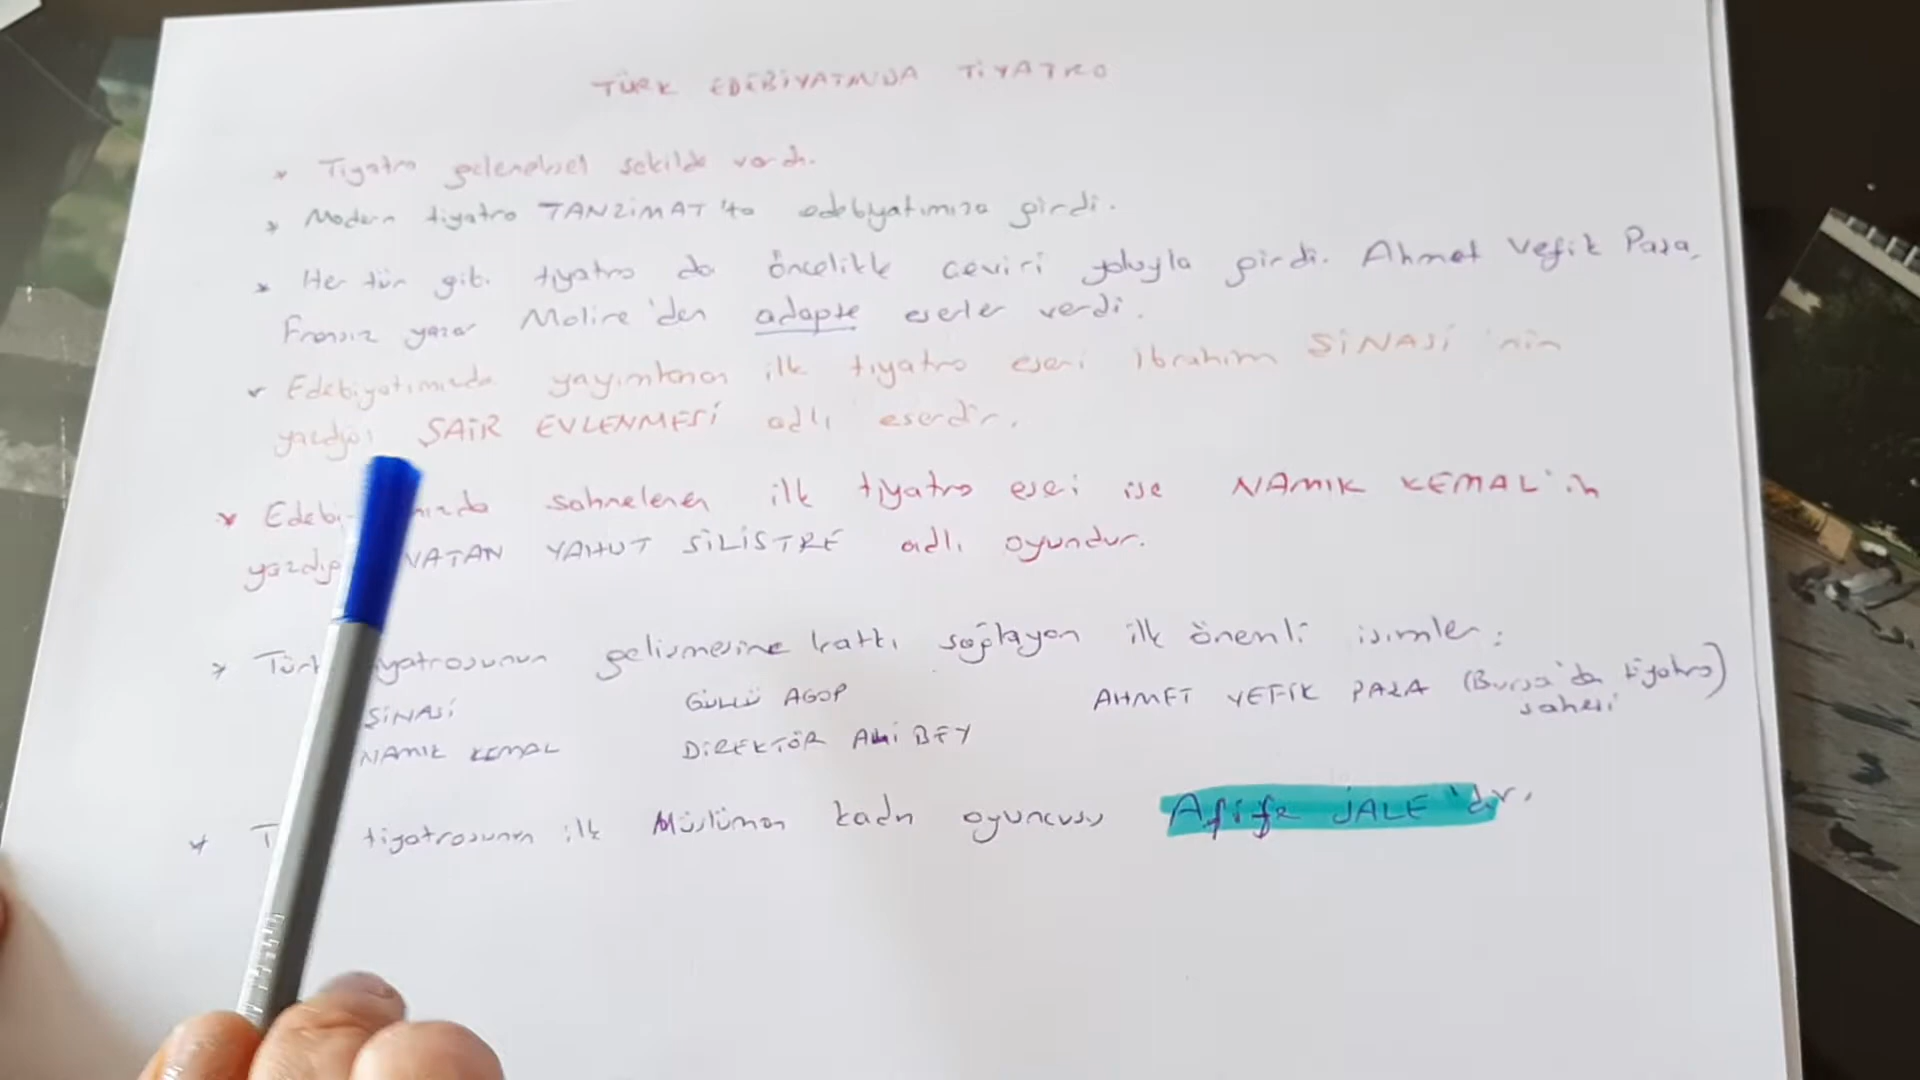 TÜRK EDEBİYATINDA TİYATRO
* Tiyatro geleneksel şekilde vardı.
* Modern tiyatro TANZİMAT'ta edebiyatımıza girdi.
* Her tür gibi tiyatro da öncelikle çeviri yoluyla girdi. Ahmet Vefik Paşa,
Fransız yazar Molire'den adapte eserler verdi.
* Edebiyatımızda yayımlanan ilk tiyatro eseri İbrahim ŞİNASİ'nin
yazdığı ŞAİR EVLENMESİ adlı eserdir.
* sahnelenen ilk tiyatro eseri ise NAMIK KEMAL'in
VATAN YAHUT SİLİSTRE adlı oyundur.
* gelişmesine katkı sağlayan ilk önemli isimler:
ŞİNASİ GÜLLÜ AGOP AHMET VEFİK PAŞA (Bursa'da tiyatro)
sahnesi
NAMIK KEMAL DİREKTÖR ALİ BEY
* tiyatrosunun ilk Müslüman kadın oyuncusu Afife JALE'dir.